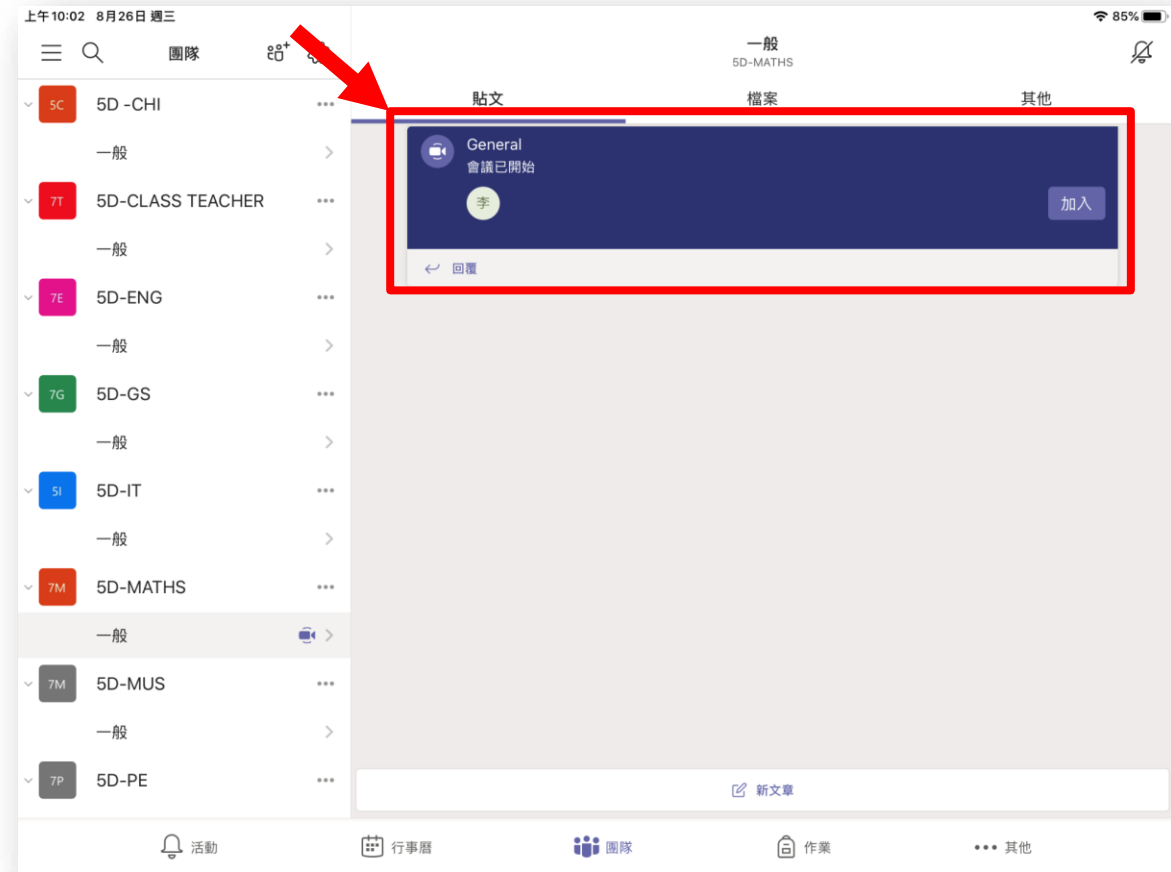 上午10:02 8月26日 週三
85%
團隊
一般
5D-MATHS
貼文
檔案
其他
5C
5D -CHI
一般
7T
5D-CLASS TEACHER
一般
7E
5D-ENG
一般
7G
5D-GS
一般
5I
5D-IT
一般
7M
5D-MATHS
一般
7M
5D-MUS
一般
7P
5D-PE
General
會議已開始
李
加入
回覆
新文章
活動
行事曆
團隊
作業
其他